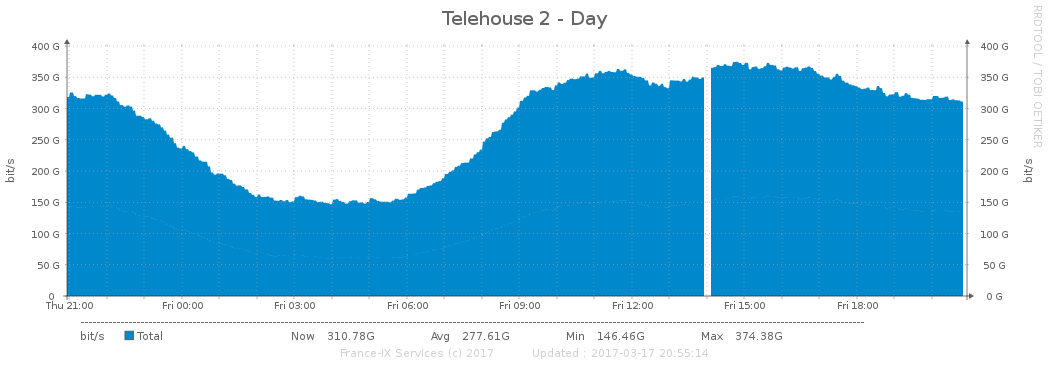 Telehouse 2 - Day
RRDTOOL / TOBI OETIKER
bit/s
bit/s
400 G 400 G
350 G 350 G
300 G 300 G
250 G 250 G
200 G 200 G
150 G 150 G
100 G 100 G
50 G 50 G
0 0 G
Thu 21:00 Fri 00:00 Fri 03:00 Fri 06:00 Fri 09:00 Fri 12:00 Fri 15:00 Fri 18:00
bit/s Total Now 310.78G Avg 277.61G Min 146.46G Max 374.38G
France-IX Services (c) 2017 Updated : 2017-03-17 20:55:14